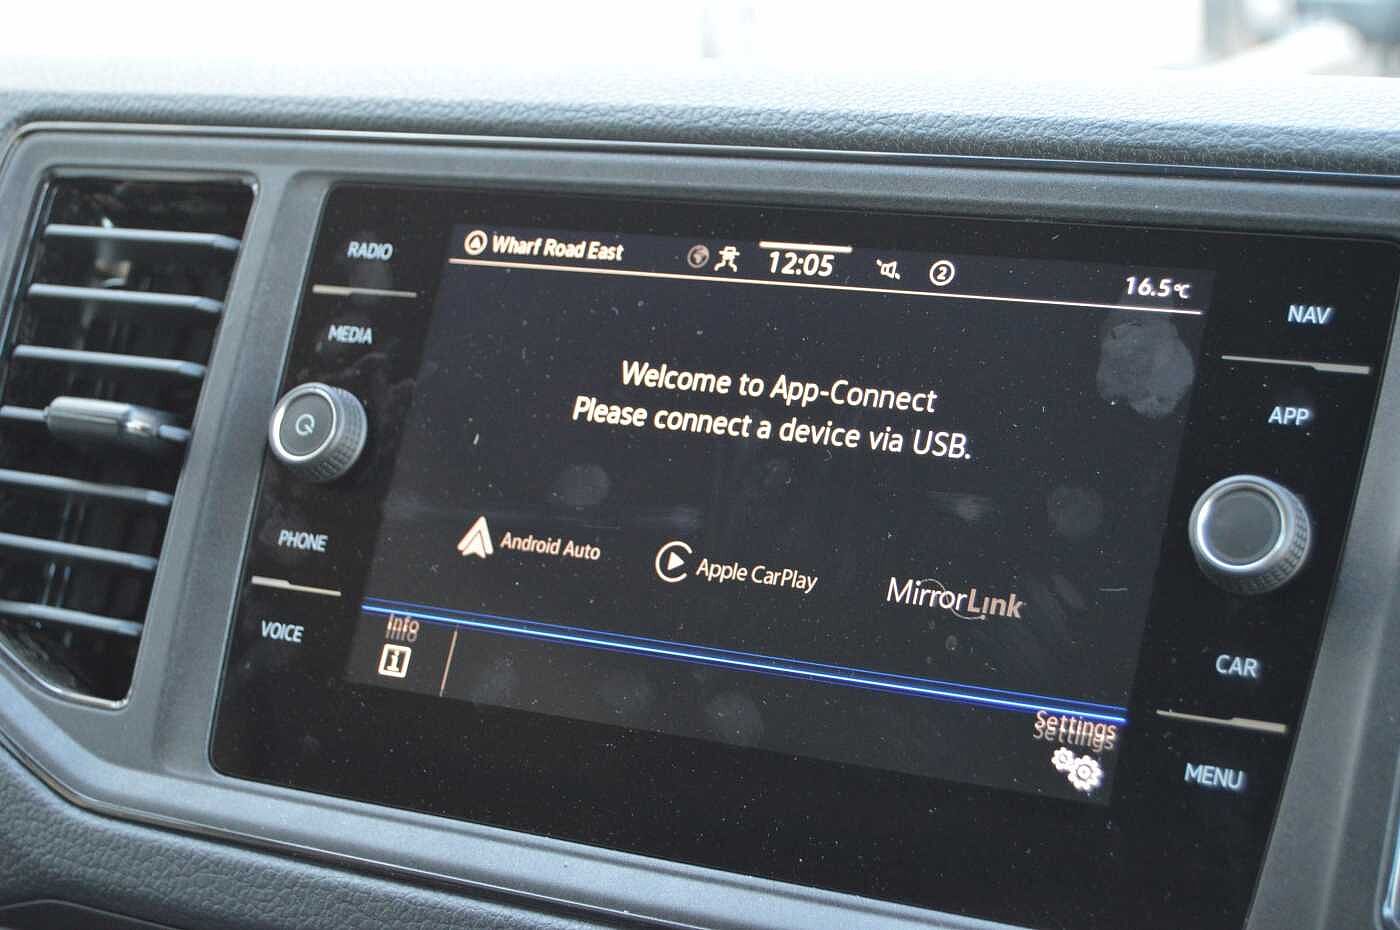 RADIO
MEDIA
PHONE
VOICE
Wharf Road East
12:05
2
16.5°C
Welcome to App-Connect
Please connect a device via USB.
Android Auto
Apple CarPlay
MirrorLink
Info
i
Settings
NAV
APP
CAR
MENU